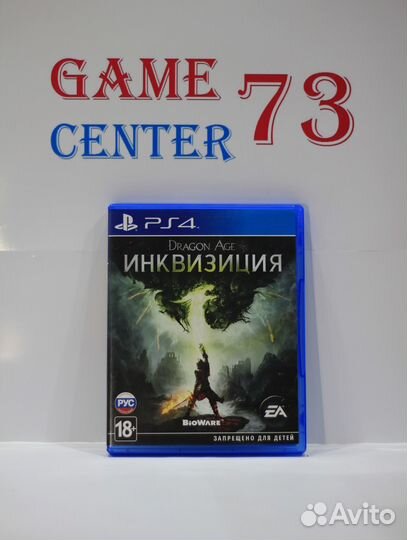 GAME
CENTER 73
PS4
DRAGON AGE
ИНКВИЗИЦИЯ
РУС
18+
BIOWARE
EA
ЗАПРЕЩЕНО ДЛЯ ДЕТЕЙ
Avito